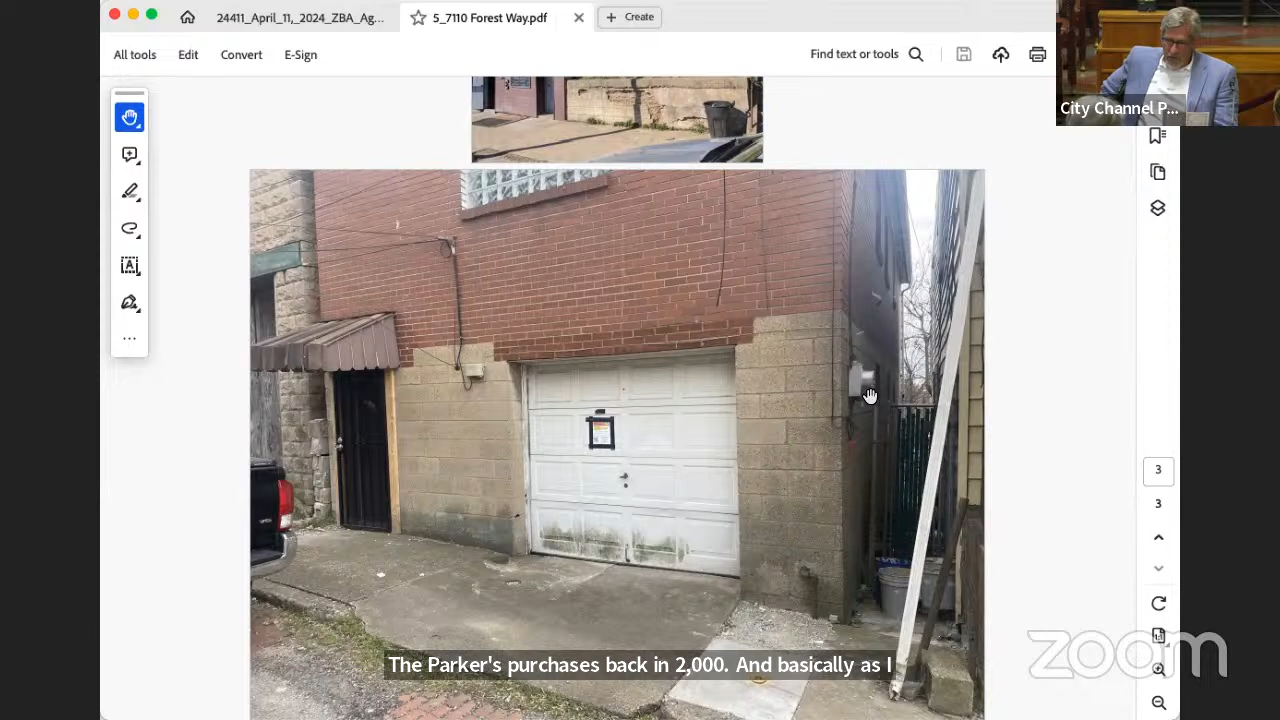 24411_April_11,_2024_ZBA_Ag...
5_7110 Forest Way.pdf
Create
All tools
Edit
Convert
E-Sign
Find text or tools
City Channel P...
3
3
zoom
The Parker's purchases back in 2,000. And basically as I